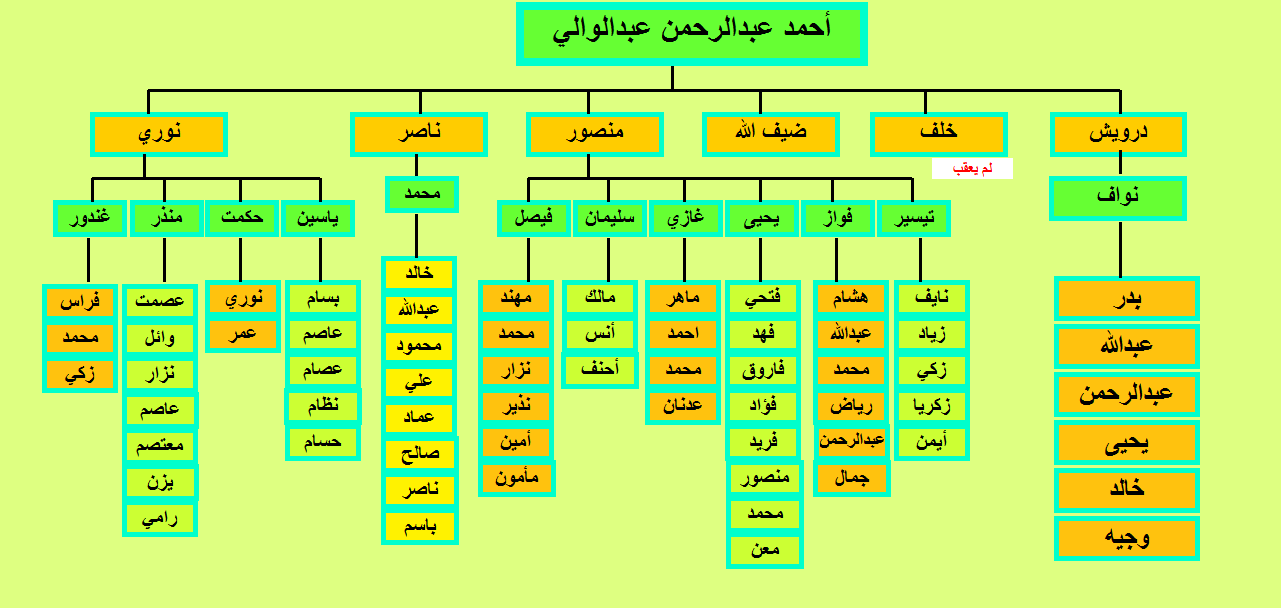 أحمد عبدالرحمن عبدالوالي
درويش
خلف
ضيف الله
منصور
ناصر
نوري
لم يعقب
نواف
بدر
عبدالله
عبدالرحمن
يحيى
خالد
وجيه
تيسير
نايف
زياد
زكي
زكريا
أيمن
فواز
هشام
عبدالله
محمد
رياض
عبدالرحمن
جمال
يحيى
فتحي
فهد
فاروق
فؤاد
فريد
منصور
محمد
معن
غازي
ماهر
احمد
محمد
عدنان
سليمان
مالك
أنس
أحنف
فيصل
مهند
محمد
نزار
نذير
أمين
مأمون
محمد
خالد
عبدالله
محمود
علي
عماد
صالح
ناصر
باسم
ياسين
بسام
عاصم
عصام
نظام
حسام
حكمت
نوري
عمر
منذر
عصمت
وائل
نزار
عاصم
معتصم
يزن
رامي
غندور
فراس
محمد
زكي